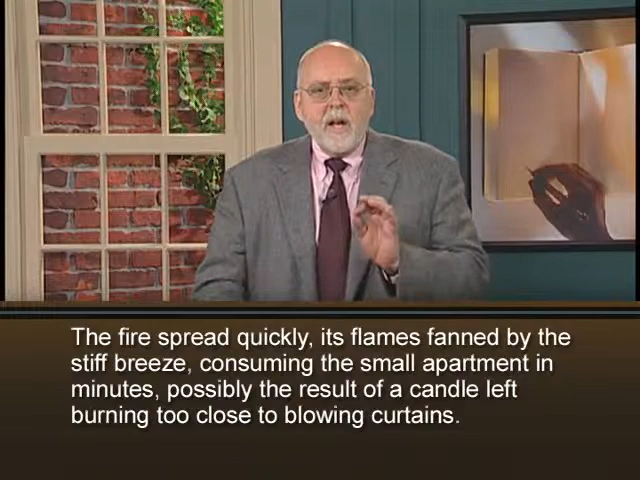 The fire spread quickly, its flames fanned by the
stiff breeze, consuming the small apartment in
minutes, possibly the result of a candle left
burning too close to blowing curtains.